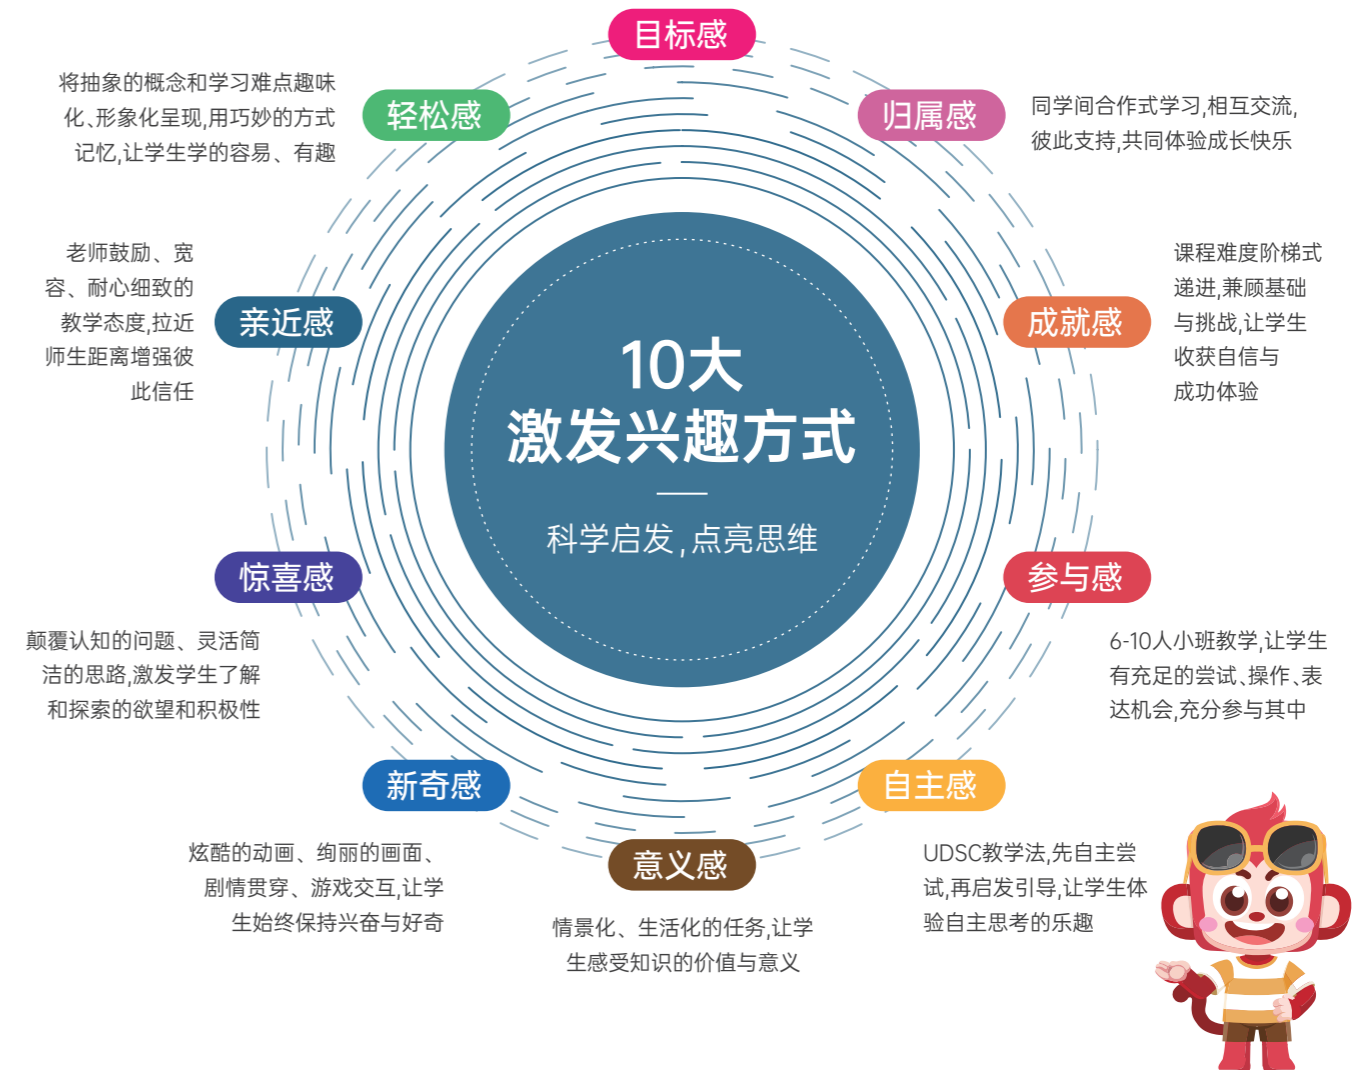 目标感
轻松感
将抽象的概念和学习难点趣味
化、形象化呈现,用巧妙的方式
记忆,让学生学的容易、有趣
归属感
同学间合作式学习,相互交流,
彼此支持,共同体验成长快乐
亲近感
老师鼓励、宽
容、耐心细致的
教学态度,拉近
师生距离增强彼
此信任
成就感
课程难度阶梯式
递进,兼顾基础
与挑战,让学生
收获自信与
成功体验
10大
激发兴趣方式
科学启发,点亮思维
惊喜感
颠覆认知的问题、灵活简
洁的思路,激发学生了解
和探索的欲望和积极性
参与感
6-10人小班教学,让学生
有充足的尝试、操作、表
达机会,充分参与其中
新奇感
炫酷的动画、绚丽的画面、
剧情贯穿、游戏交互,让学
生始终保持兴奋与好奇
自主感
UDSC教学法,先自主尝
试,再启发引导,让学生体
验自主思考的乐趣
意义感
情景化、生活化的任务,让学
生感受知识的价值与意义